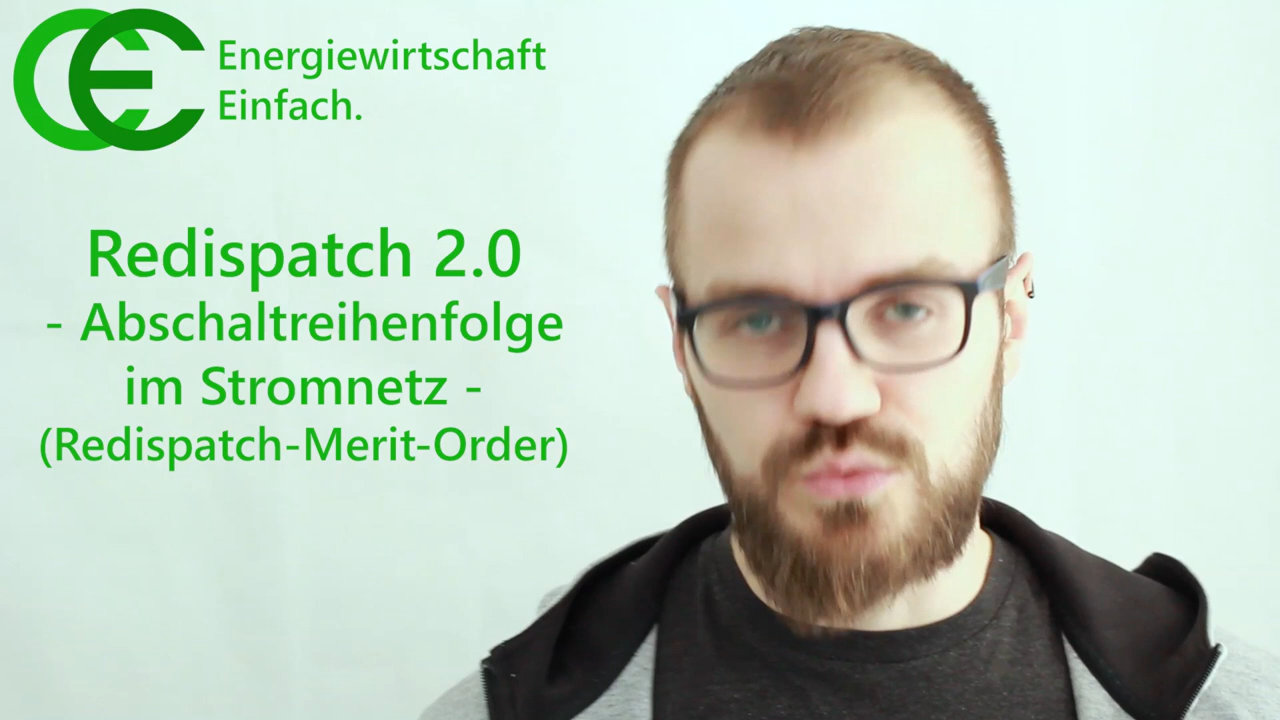 Energiewirtschaft
Einfach.
Redispatch 2.0
- Abschaltreihenfolge
im Stromnetz -
(Redispatch-Merit-Order)